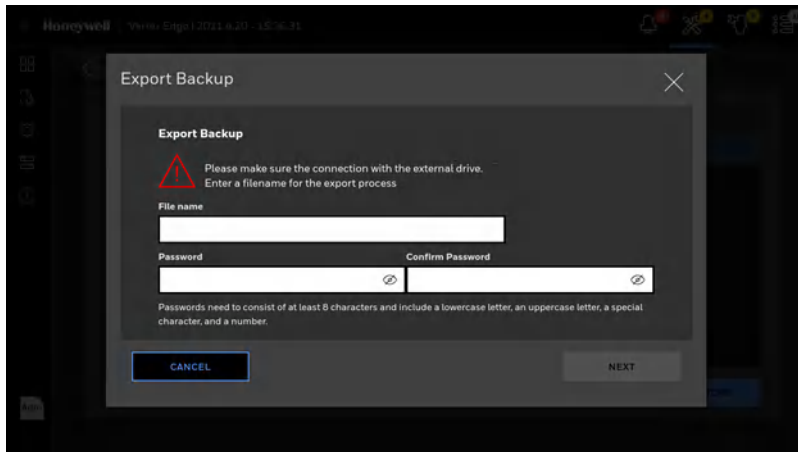 Honeywell
Export Backup
Export Backup
Please make sure the connection with the external drive.
Enter a filename for the export process
File name
Password
Confirm Password
Passwords need to consist of at least 8 characters and include a lowercase letter, an uppercase letter, a special
character, and a number.
CANCEL
NEXT